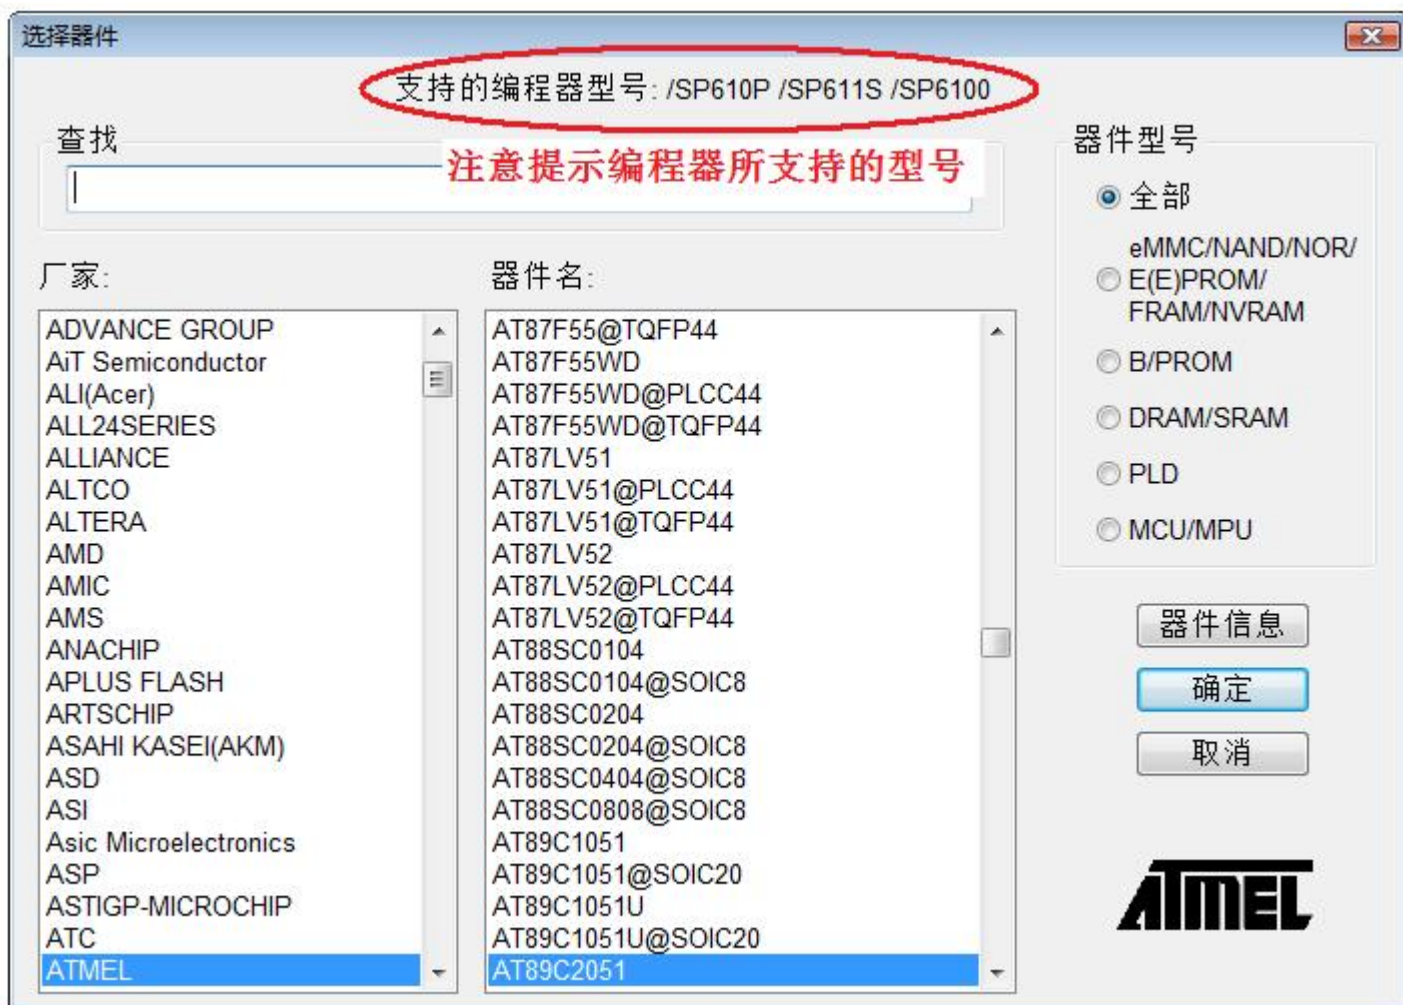 选择器件
支持的编程器型号: /SP610P /SP611S /SP6100
查找
注意提示编程器所支持的型号
厂家:
ADVANCE GROUP
AiT Semiconductor
ALI(Acer)
ALL24SERIES
ALLIANCE
ALTCO
ALTERA
AMD
AMIC
AMS
ANACHIP
APLUS FLASH
ARTSCHIP
ASAHI KASEI(AKM)
ASD
ASI
Asic Microelectronics
ASP
ASTIGP-MICROCHIP
ATC
ATMEL
器件名:
AT87F55@TQFP44
AT87F55WD
AT87F55WD@PLCC44
AT87F55WD@TQFP44
AT87LV51
AT87LV51@PLCC44
AT87LV51@TQFP44
AT87LV52
AT87LV52@PLCC44
AT87LV52@TQFP44
AT88SC0104
AT88SC0104@SOIC8
AT88SC0204
AT88SC0204@SOIC8
AT88SC0404@SOIC8
AT88SC0808@SOIC8
AT89C1051
AT89C1051@SOIC20
AT89C1051U
AT89C1051U@SOIC20
AT89C2051
器件型号
全部
eMMC/NAND/NOR/
E(E)PROM/
FRAM/NVRAM
B/PROM
DRAM/SRAM
PLD
MCU/MPU
器件信息
确定
取消
ATMEL